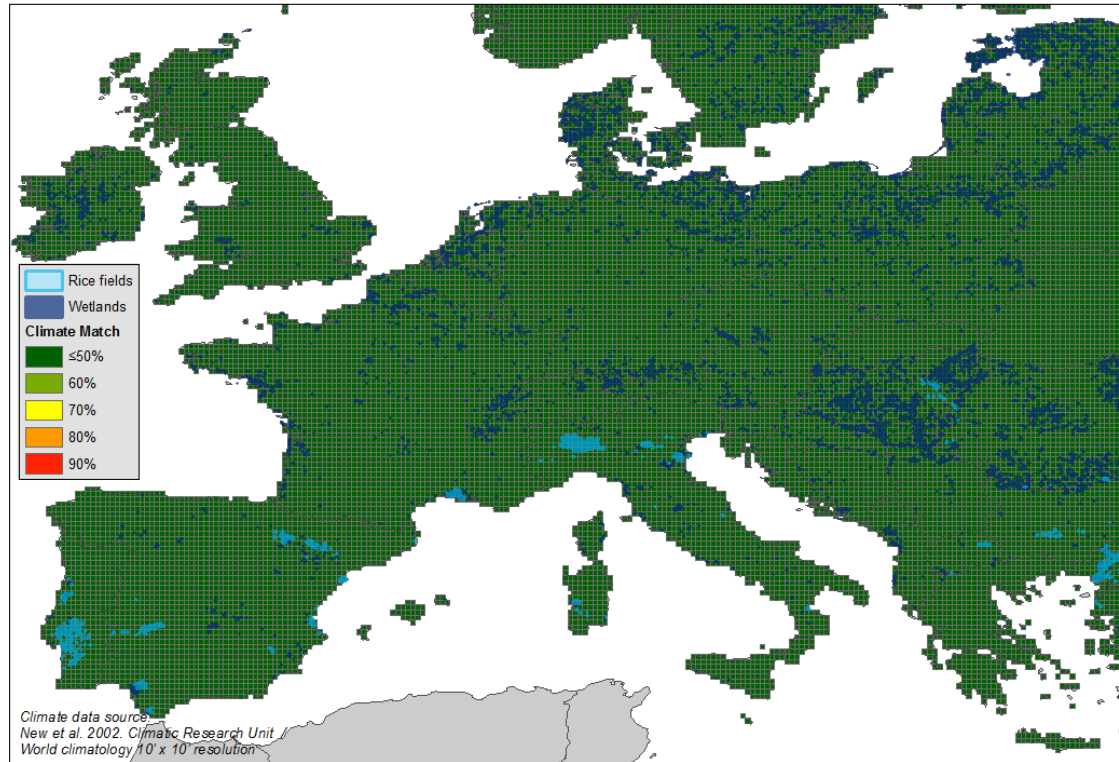 Rice fields
Wetlands
Climate Match
≤50%
60%
70%
80%
90%
Climate data source:
New et al. 2002. Climatic Research Unit /
World climatology 10' x 10' resolution